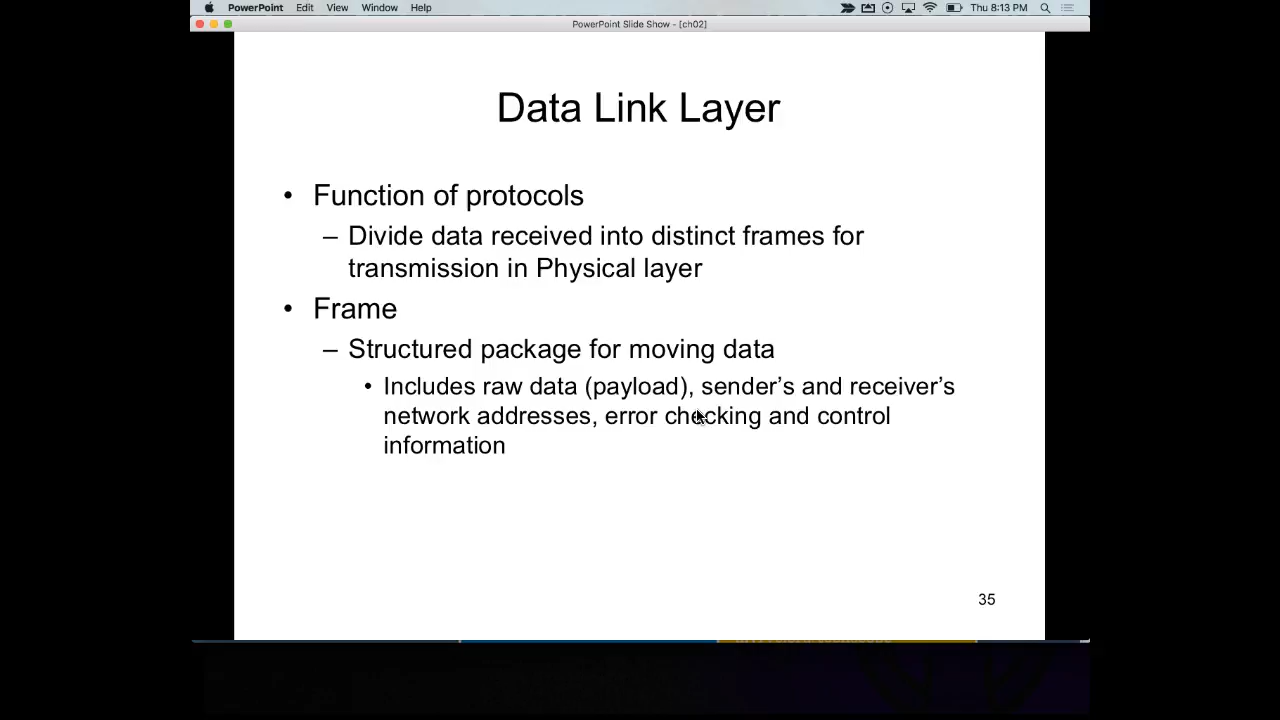 PowerPoint Edit View Window Help Thu 8:13 PM
PowerPoint Slide Show - [ch02]
Data Link Layer
• Function of protocols
– Divide data received into distinct frames for
transmission in Physical layer
• Frame
– Structured package for moving data
• Includes raw data (payload), sender’s and receiver’s
network addresses, error checking and control
information
35